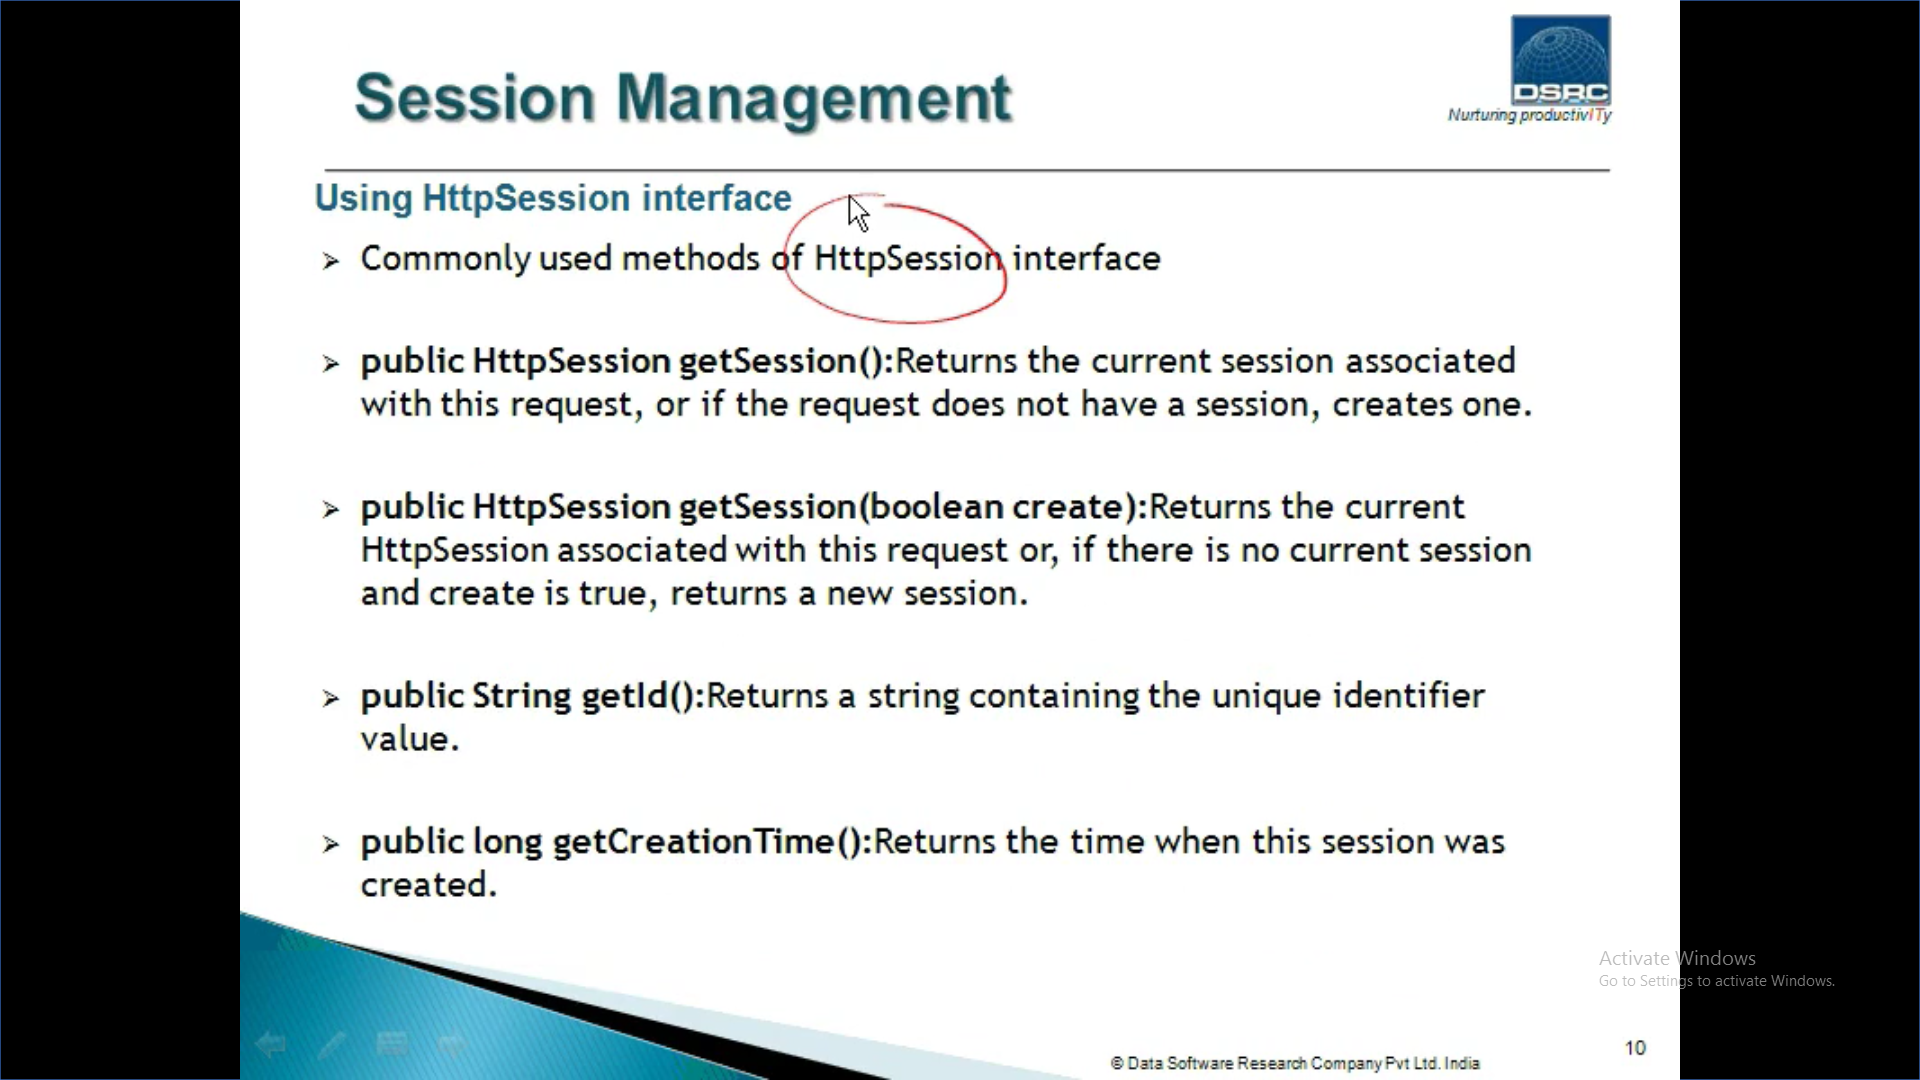 Session Management
DSRC
Nurturing productivITy
Using HttpSession interface
Commonly used methods of HttpSession interface
public HttpSession getSession():Returns the current session associated
with this request, or if the request does not have a session, creates one.
public HttpSession getSession(boolean create):Returns the current
HttpSession associated with this request or, if there is no current session
and create is true, returns a new session.
public String getId():Returns a string containing the unique identifier
value.
public long getCreationTime():Returns the time when this session was
created.
Activate Windows
Go to Settings to activate Windows.
10
© Data Software Research Company Pvt Ltd. India